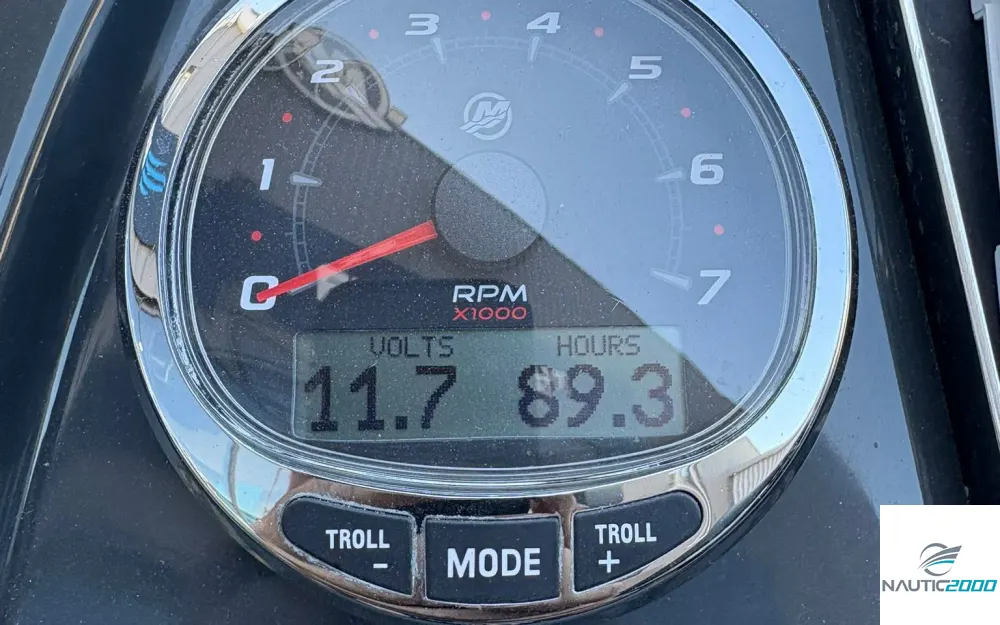 3 4
2 5
1 6
0 7
RPM
X1000
VOLTS HOURS
11.7 89.3
TROLL
-
MODE
TROLL
+
NAUTIC2000